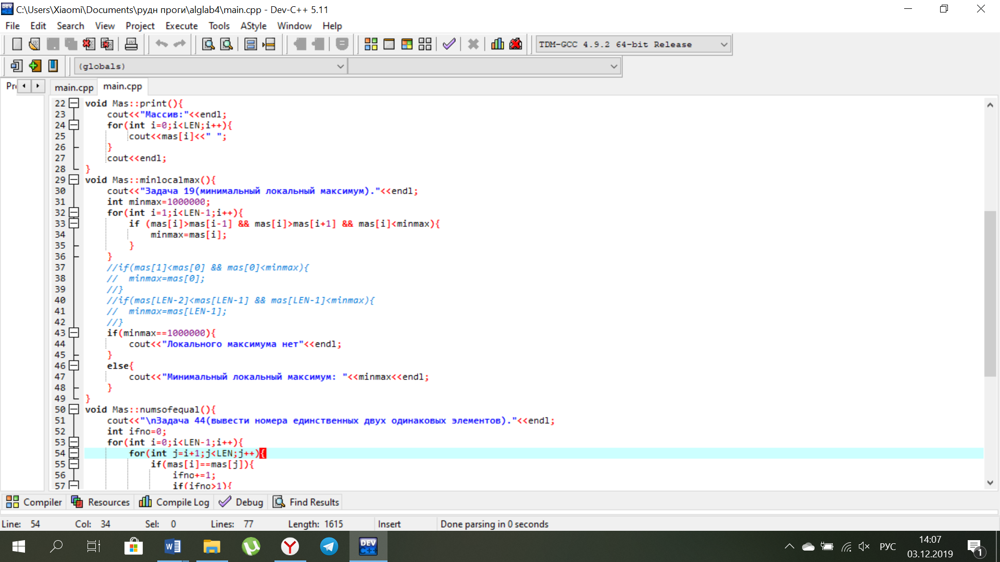 C:\Users\Xiaomi\Documents\рудн проги\alglab4\main.cpp - Dev-C++ 5.11
File Edit Search View Project Execute Tools AStyle Window Help
TDM-GCC 4.9.2 64-bit Release
(globals)
main.cpp main.cpp
22 void Mas::print(){
23 cout<<"Массив:"<<endl;
24 for(int i=0;i<LEN;i++){
25 cout<<mas[i]<<" ";
26 }
27 cout<<endl;
28 }
29 void Mas::minlocalmax(){
30 cout<<"Задача 19(минимальный локальный максимум)."<<endl;
31 int minmax=1000000;
32 for(int i=1;i<LEN-1;i++){
33 if (mas[i]>mas[i-1] && mas[i]>mas[i+1] && mas[i]<minmax){
34 minmax=mas[i];
35 }
36 }
37 //if(mas[1]<mas[0] && mas[0]<minmax){
38 // minmax=mas[0];
39 //}
40 //if(mas[LEN-2]<mas[LEN-1] && mas[LEN-1]<minmax){
41 // minmax=mas[LEN-1];
42 //}
43 if(minmax==1000000){
44 cout<<"Локального максимума нет"<<endl;
45 }
46 else{
47 cout<<"Минимальный локальный максимум: "<<minmax<<endl;
48 }
49 }
50 void Mas::numsofequal(){
51 cout<<"\nЗадача 44(вывести номера единственных двух одинаковых элементов)."<<endl;
52 int ifno=0;
53 for(int i=0;i<LEN-1;i++){
54 for(int j=i+1;j<LEN;j++){
55 if(mas[i]==mas[j]){
56 ifno+=1;
57 if(ifno>1){
Compiler Resources Compile Log Debug Find Results
Line: 54 Col: 34 Sel: 0 Lines: 77 Length: 1615 Insert Done parsing in 0 seconds
РУС 14:07
03.12.2019 1